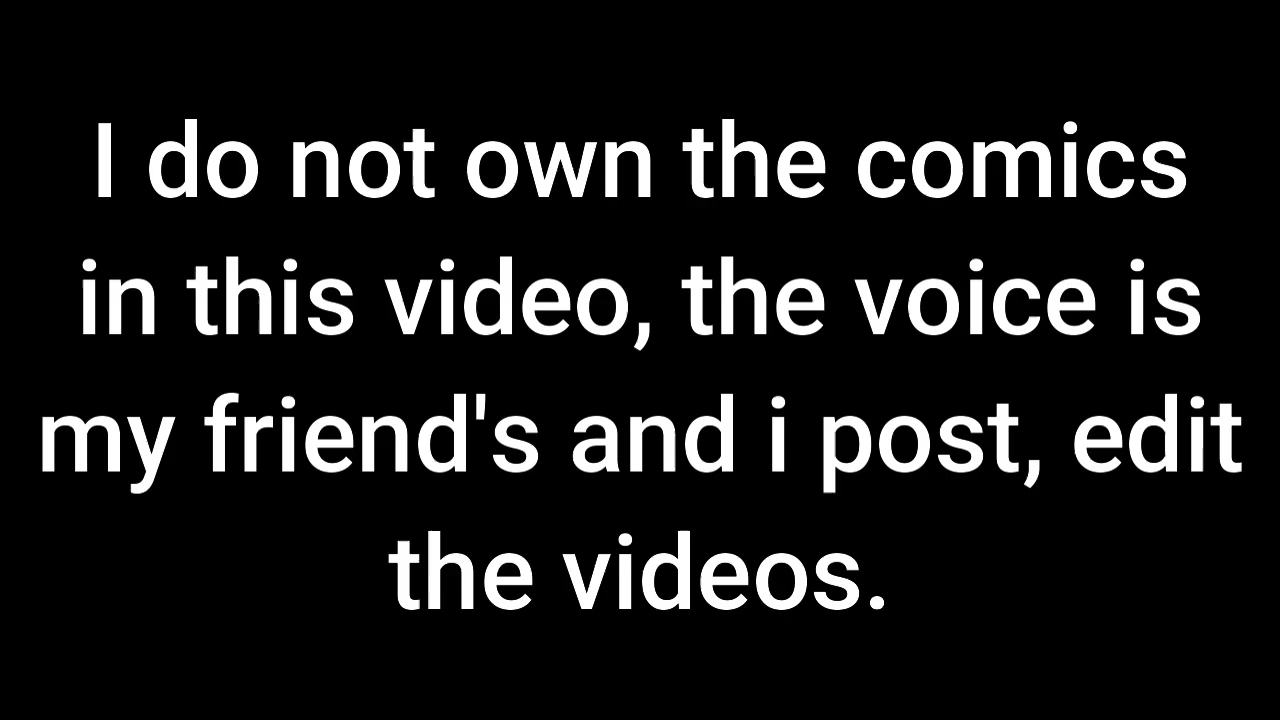 I do not own the comics
in this video, the voice is
my friend's and i post, edit
the videos.